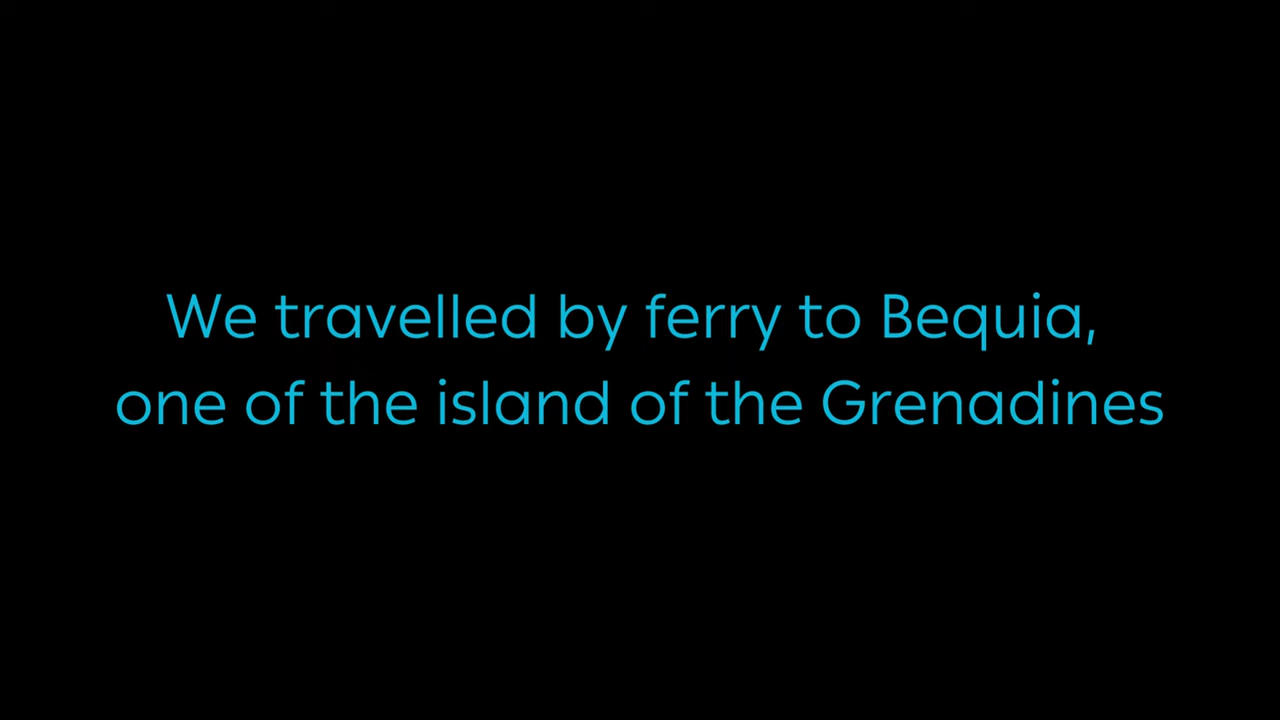 We travelled by ferry to Bequia,
one of the island of the Grenadines